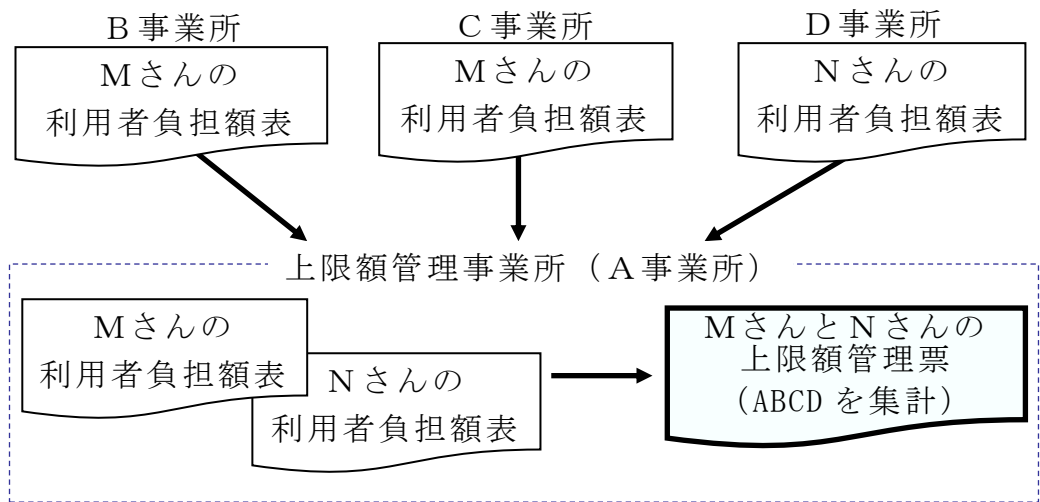 B事業所
Mさんの
利用者負担額表
C事業所
Mさんの
利用者負担額表
D事業所
Nさんの
利用者負担額表
上限額管理事業所（A事業所）
Mさんの
利用者負担額表
Nさんの
利用者負担額表
MさんとNさんの
上限額管理票
（ABCDを集計）